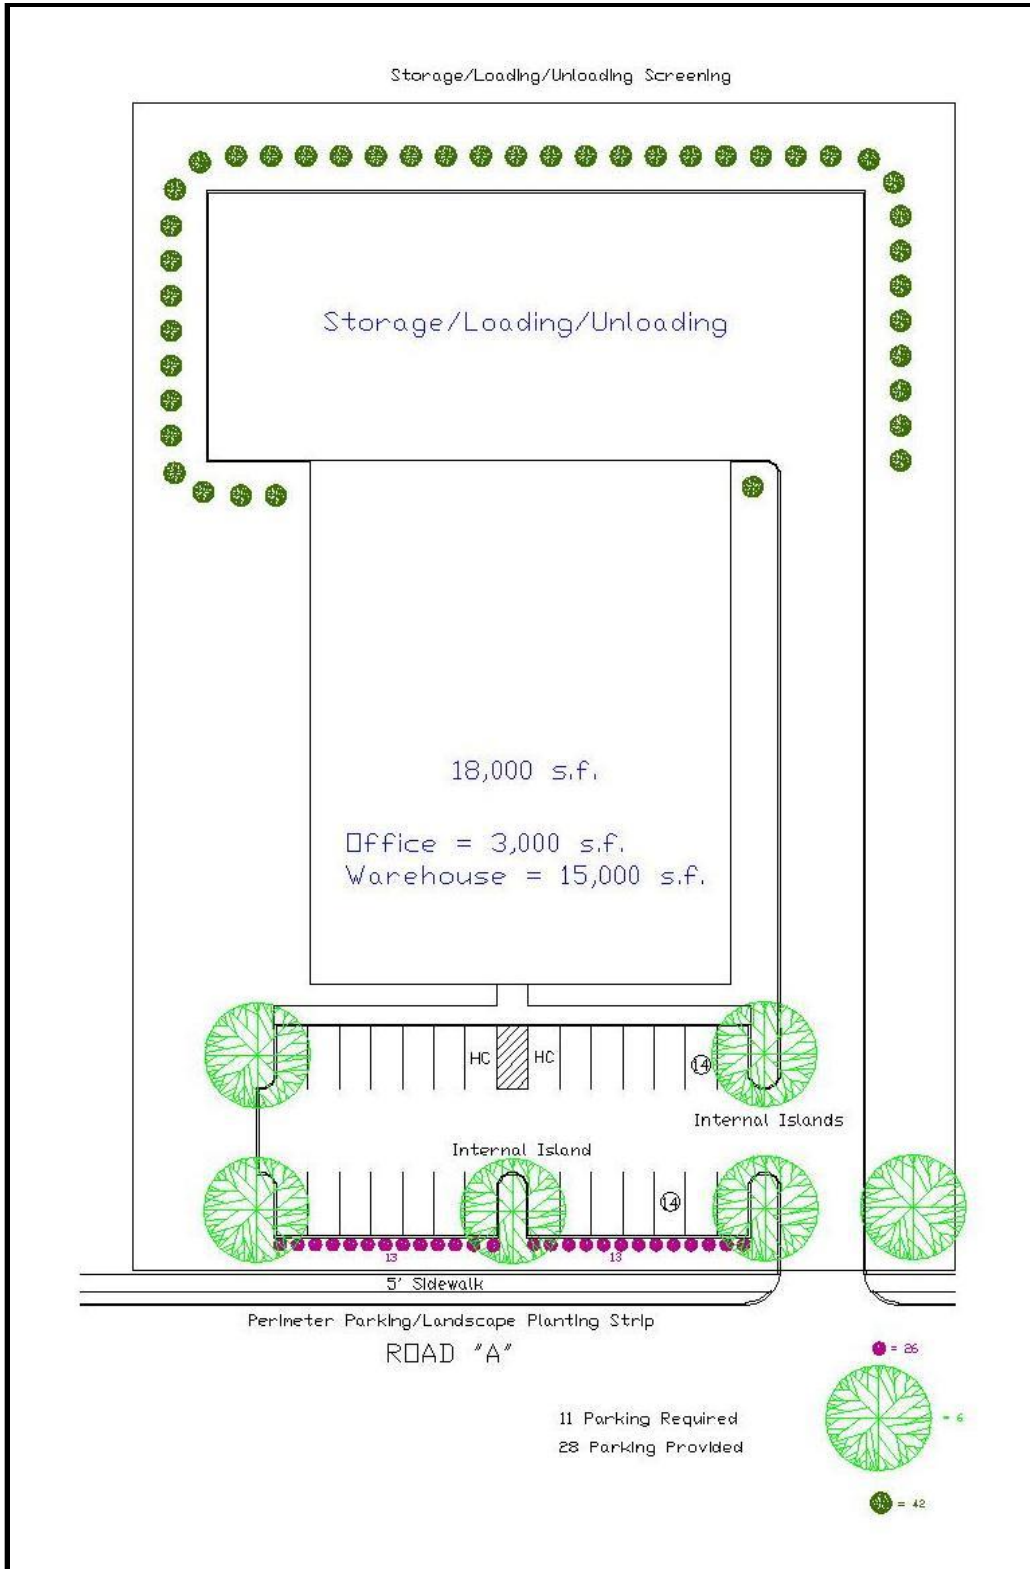 Storage/Loading/Unloading Screening
Storage/Loading/Unloading
18,000 s.f.
Office = 3,000 s.f.
Warehouse = 15,000 s.f.
HC HC
14
Internal Islands
Internal Island
14
13 13
5' Sidewalk
Perimeter Parking/Landscape Planting Strip
ROAD "A"
= 26
11 Parking Required
= 6
28 Parking Provided
= 42